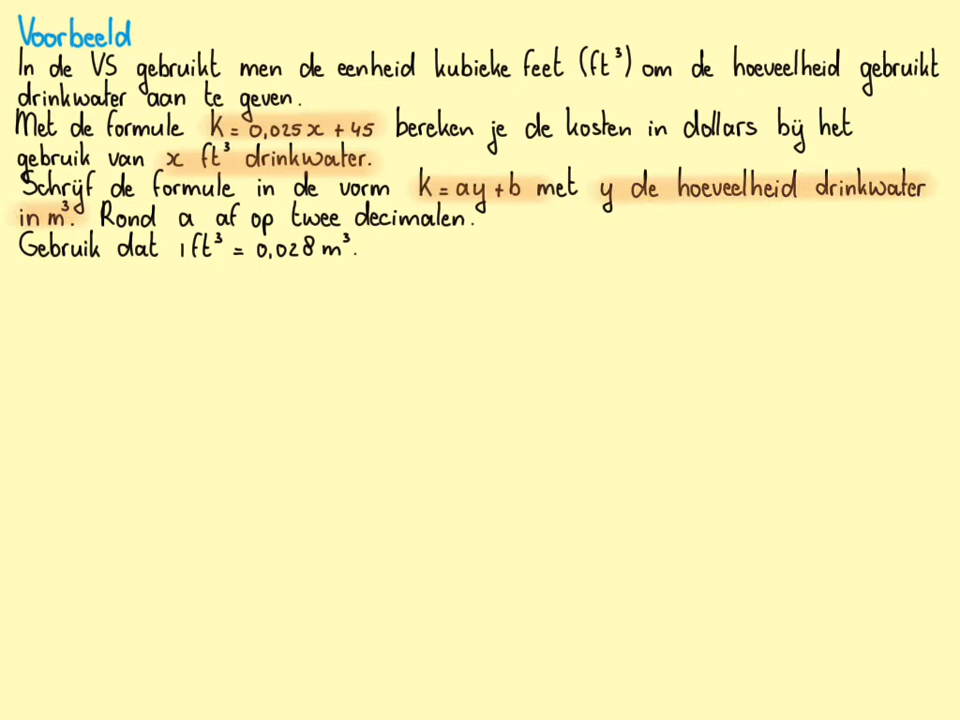 Voorbeeld
In de VS gebruikt men de eenheid kubieke feet (ft³) om de hoeveelheid gebruikt
drinkwater aan te geven.
Met de formule K = 0,025x + 45 bereken je de kosten in dollars bij het
gebruik van x ft³ drinkwater.
Schrijf de formule in de vorm K = ay + b met y de hoeveelheid drinkwater
in m³. Rond a af op twee decimalen.
Gebruik dat 1 ft³ = 0,028 m³.